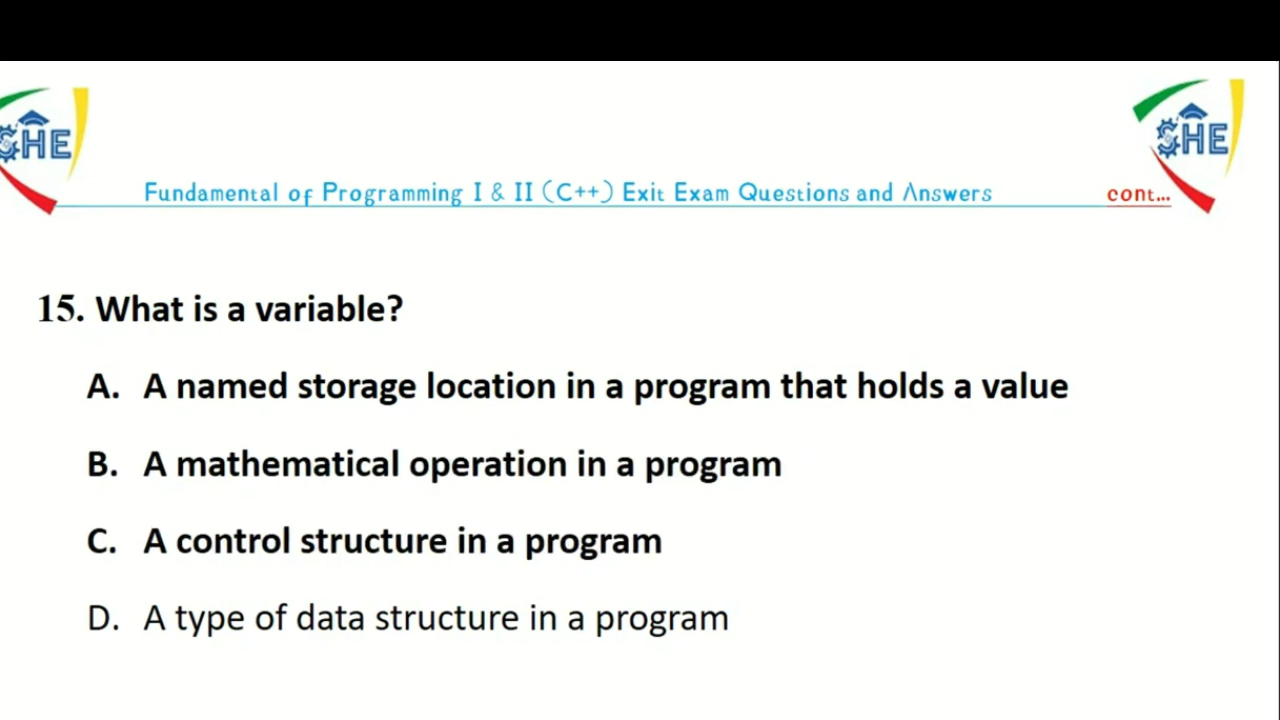 SHE SHE
Fundamental of Programming I & II (C++) Exit Exam Questions and Answers cont...
15. What is a variable?
A. A named storage location in a program that holds a value
B. A mathematical operation in a program
C. A control structure in a program
D. A type of data structure in a program